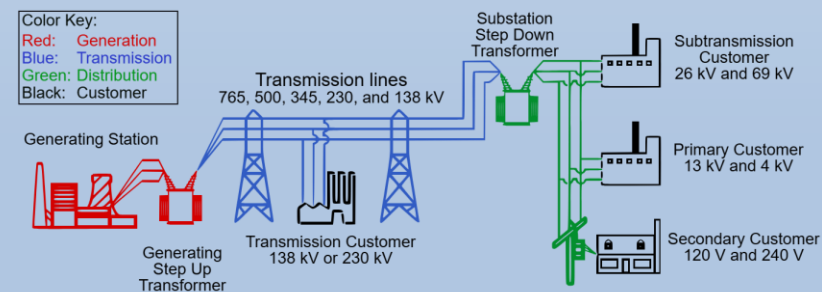 Color Key:
Red: Generation
Blue: Transmission
Green: Distribution
Black: Customer
Generating Station
Generating
Step Up
Transformer
Transmission lines
765, 500, 345, 230, and 138 kV
Transmission Customer
138 kV or 230 kV
Substation
Step Down
Transformer
Subtransmission
Customer
26 kV and 69 kV
Primary Customer
13 kV and 4 kV
Secondary Customer
120 V and 240 V